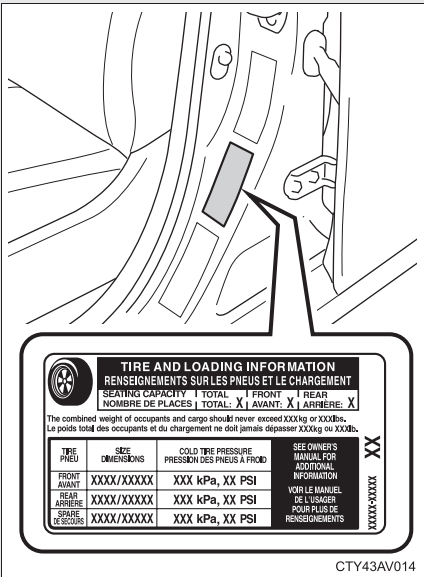 TIRE AND LOADING INFORMATION
RENSEIGNEMENTS SUR LES PNEUS ET LE CHARGEMENT
SEATING CAPACITY | TOTAL | FRONT | REAR
NOMBRE DE PLACES | TOTAL: X | AVANT: X | ARRIÈRE: X
The combined weight of occupants and cargo should never exceed XXXkg or XXXlbs.
Le poids total des occupants et du chargement ne doit jamais dépasser XXXkg ou XXXlb.
TIRE SIZE COLD TIRE PRESSURE
PNEU DIMENSIONS PRESSION DES PNEUS À FROID
FRONT
AVANT XXXX/XXXXX XXX kPa, XX PSI
REAR
ARRIÈRE XXXX/XXXXX XXX kPa, XX PSI
SPARE
DE SECOURS XXXX/XXXXX XXX kPa, XX PSI
SEE OWNER'S
MANUAL FOR
ADDITIONAL
INFORMATION
VOIR LE MANUEL
DE L'USAGER
POUR PLUS DE
RENSEIGNEMENTS
XX
XXXXX-XXXXX
CTY43AV014